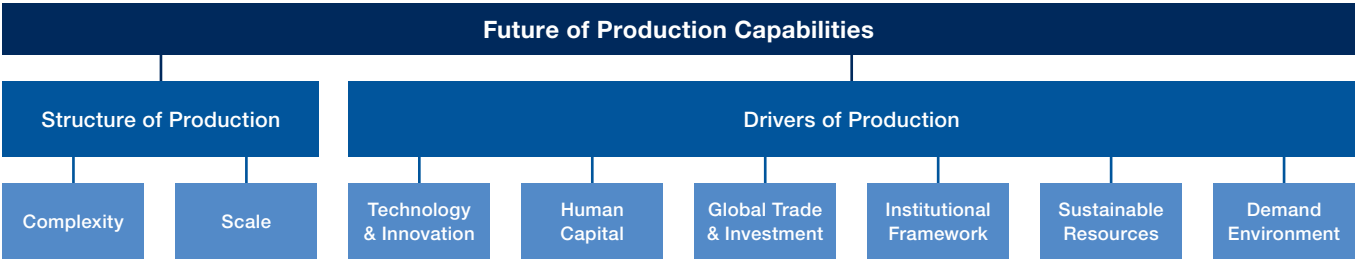 Future of Production Capabilities
Structure of Production
Drivers of Production
Complexity
Scale
Technology
& Innovation
Human
Capital
Global Trade
& Investment
Institutional
Framework
Sustainable
Resources
Demand
Environment